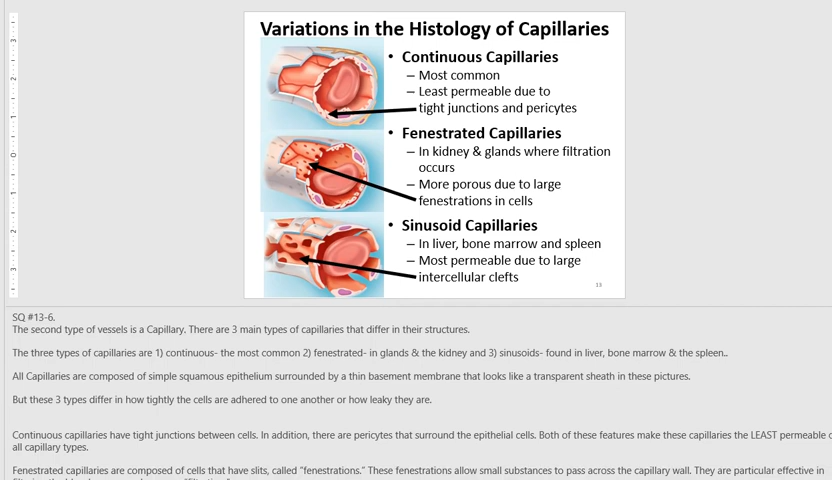 Variations in the Histology of Capillaries
• Continuous Capillaries
– Most common
– Least permeable due to
tight junctions and pericytes
• Fenestrated Capillaries
– In kidney & glands where filtration
occurs
– More porous due to large
fenestrations in cells
• Sinusoid Capillaries
– In liver, bone marrow and spleen
– Most permeable due to large
intercellular clefts
13
3
2
1
0
1
2
3
SQ #13-6.
The second type of vessels is a Capillary. There are 3 main types of capillaries that differ in their structures.
The three types of capillaries are 1) continuous- the most common 2) fenestrated- in glands & the kidney and 3) sinusoids- found in liver, bone marrow & the spleen..
All Capillaries are composed of simple squamous epithelium surrounded by a thin basement membrane that looks like a transparent sheath in these pictures.
But these 3 types differ in how tightly the cells are adhered to one another or how leaky they are.
Continuous capillaries have tight junctions between cells. In addition, there are pericytes that surround the epithelial cells. Both of these features make these capillaries the LEAST permeable
all capillary types.
Fenestrated capillaries are composed of cells that have slits, called "fenestrations." These fenestrations allow small substances to pass across the capillary wall. They are particular effective in